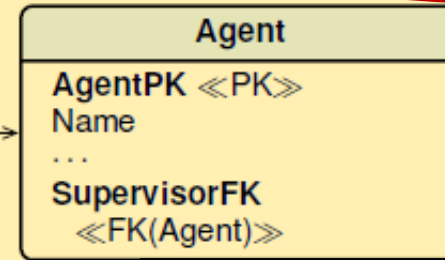 Agent
AgentPK ≪PK≫
Name
...
SupervisorFK
≪FK(Agent)≫